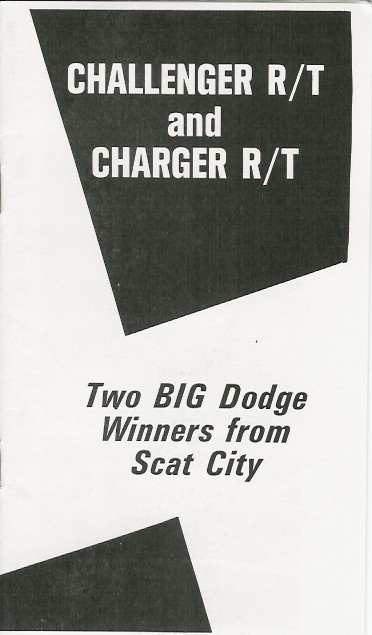 CHALLENGER R/T
and
CHARGER R/T
Two BIG Dodge
Winners from
Scat City